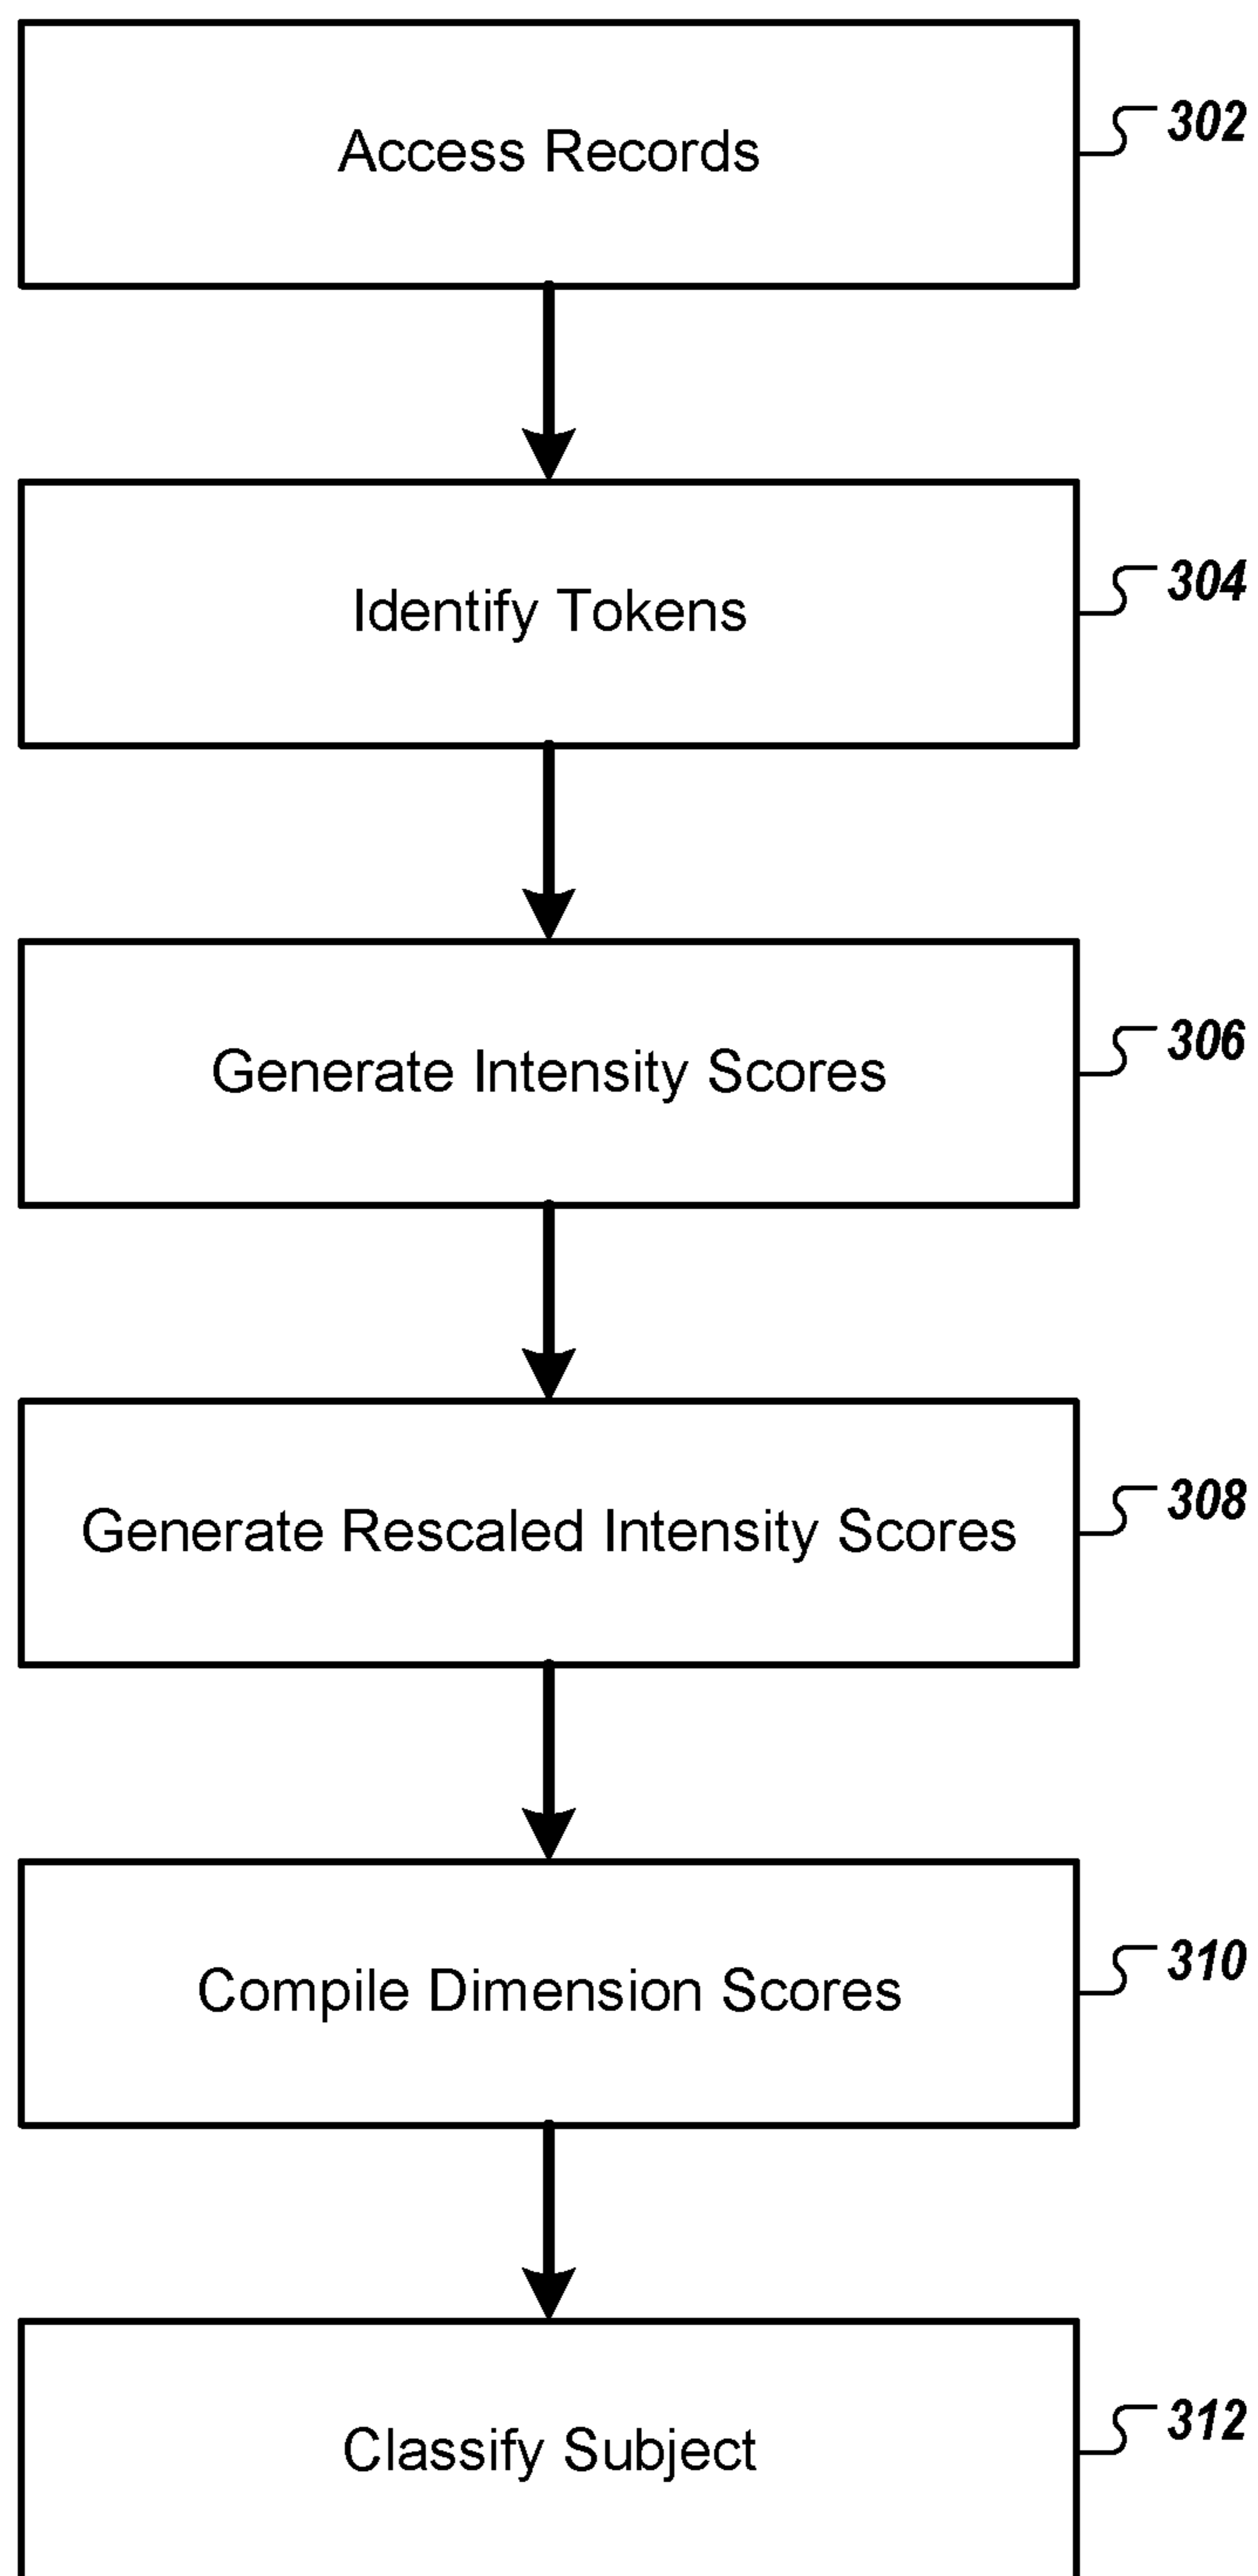 Access Records
302
Identify Tokens
304
Generate Intensity Scores
306
Generate Rescaled Intensity Scores
308
Compile Dimension Scores
310
Classify Subject
312